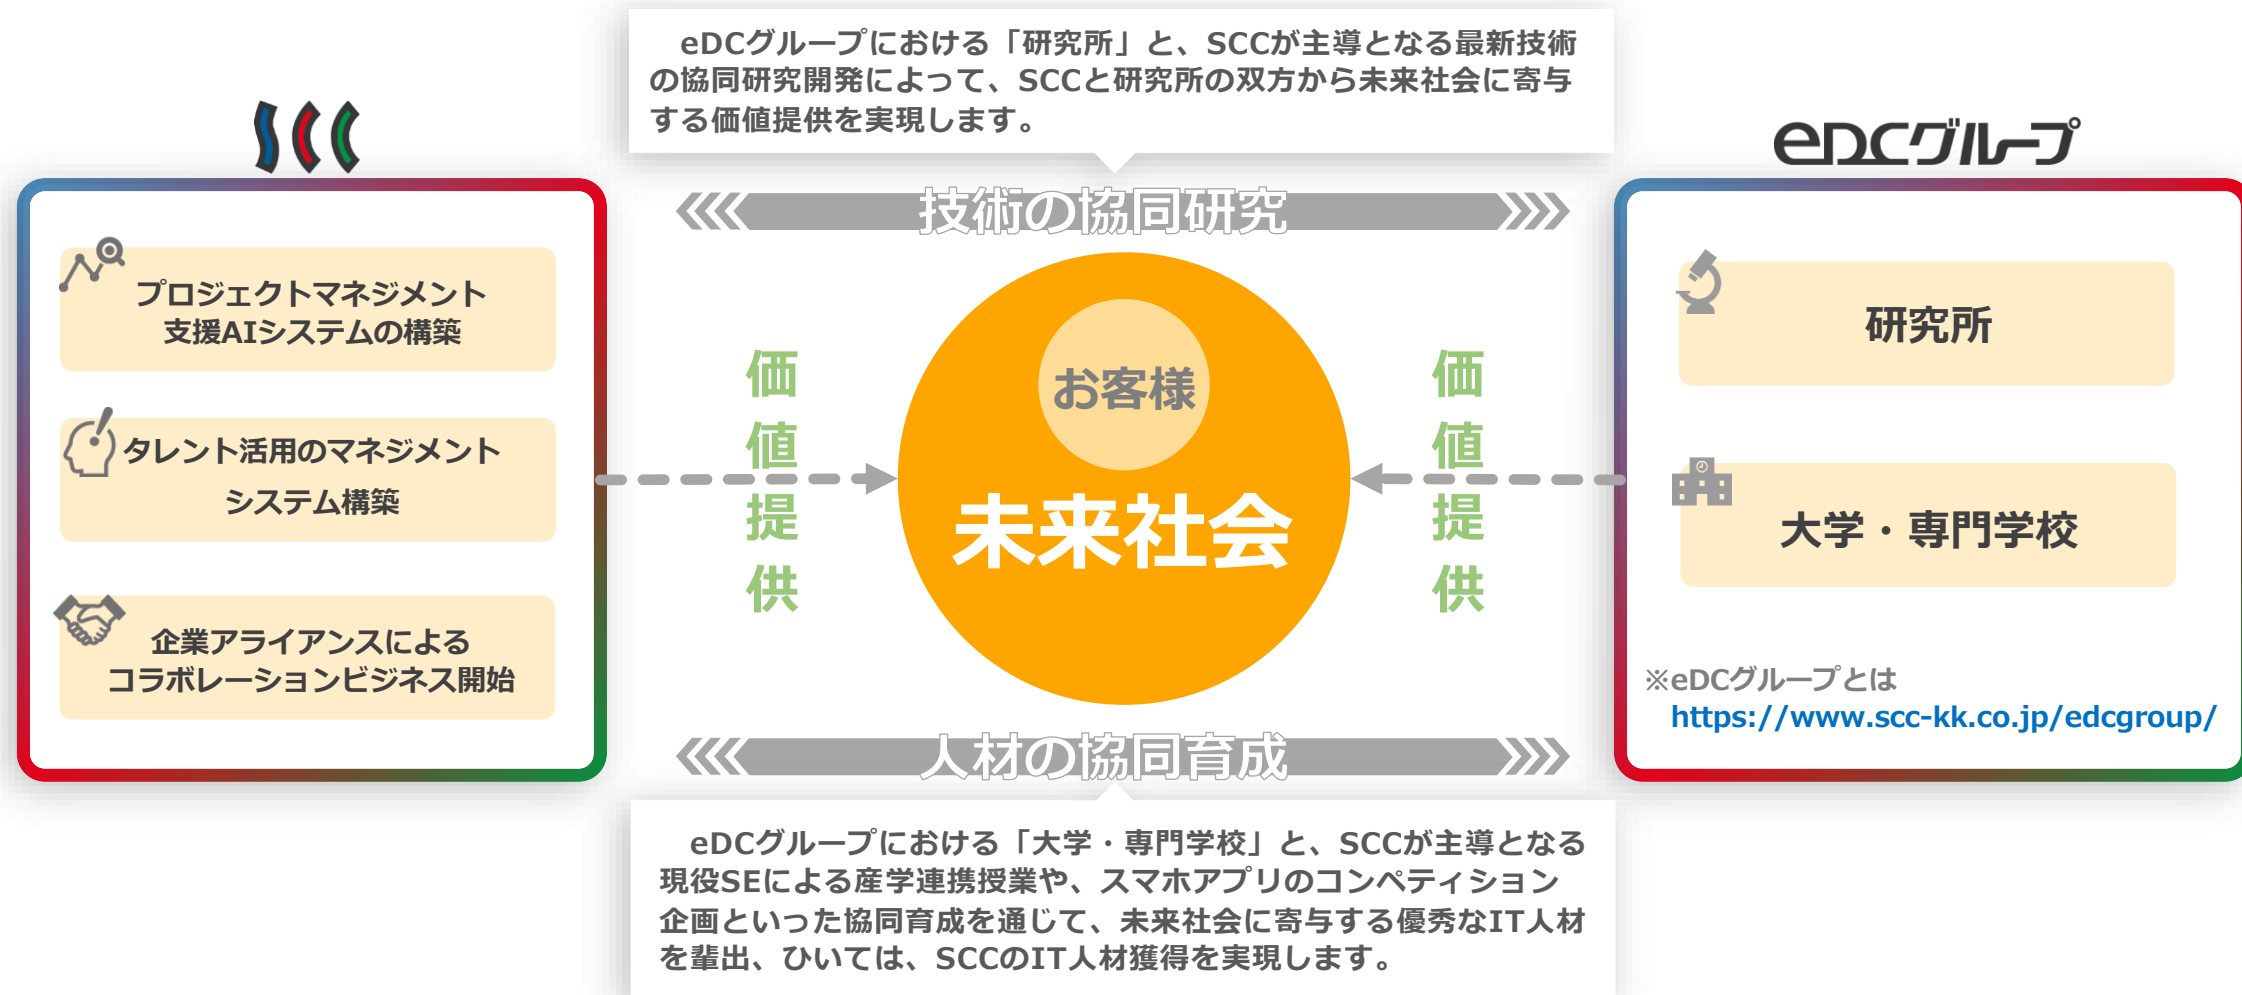 eDCグループにおける「研究所」と、SCCが主導となる最新技術
の協同研究開発によって、SCCと研究所の双方から未来社会に寄与
する価値提供を実現します。
SCC
eDCグループ
技術の協同研究
プロジェクトマネジメント
支援AIシステムの構築
タレント活用のマネジメント
システム構築
企業アライアンスによる
コラボレーションビジネス開始
価値提供
お客様
未来社会
価値提供
研究所
大学・専門学校
※eDCグループとは
https://www.scc-kk.co.jp/edcgroup/
人材の協同育成
eDCグループにおける「大学・専門学校」と、SCCが主導となる
現役SEによる産学連携授業や、スマホアプリのコンペティション
企画といった協同育成を通じて、未来社会に寄与する優秀なIT人材
を輩出、ひいては、SCCのIT人材獲得を実現します。